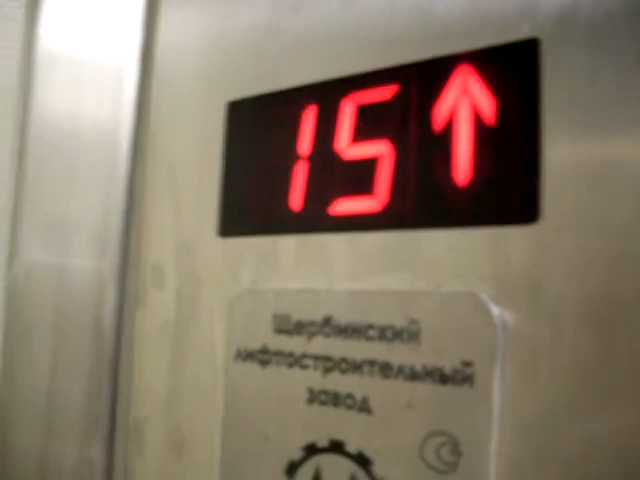 15↑
Щербинский
лифтостроительный
завод